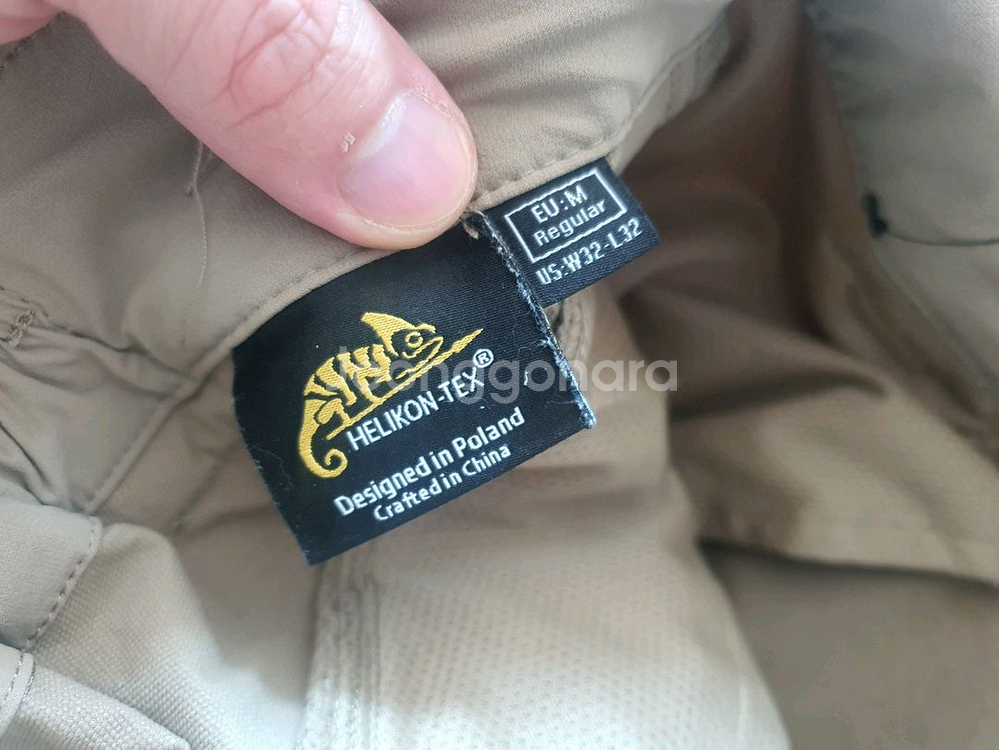 EU:M
Regular
US:W32-L32
HELIKON-TEX®
Designed in Poland
Crafted in China